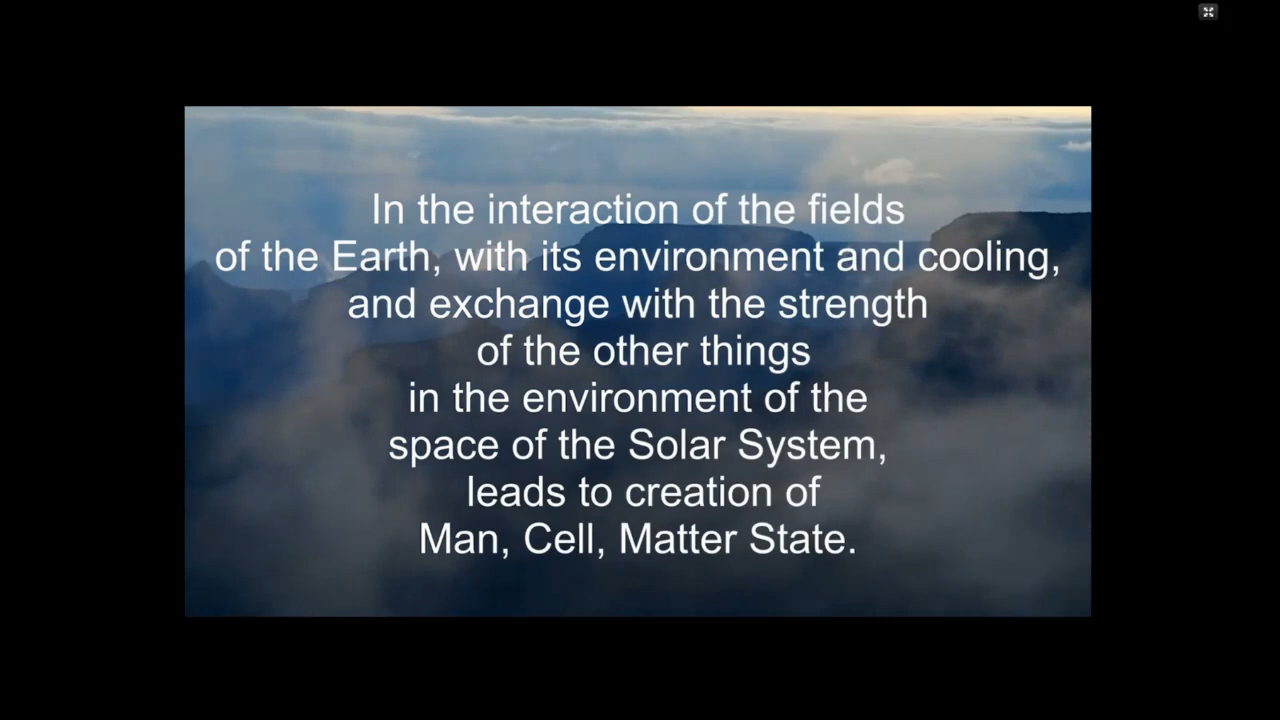 In the interaction of the fields
of the Earth, with its environment and cooling,
and exchange with the strength
of the other things
in the environment of the
space of the Solar System,
leads to creation of
Man, Cell, Matter State.